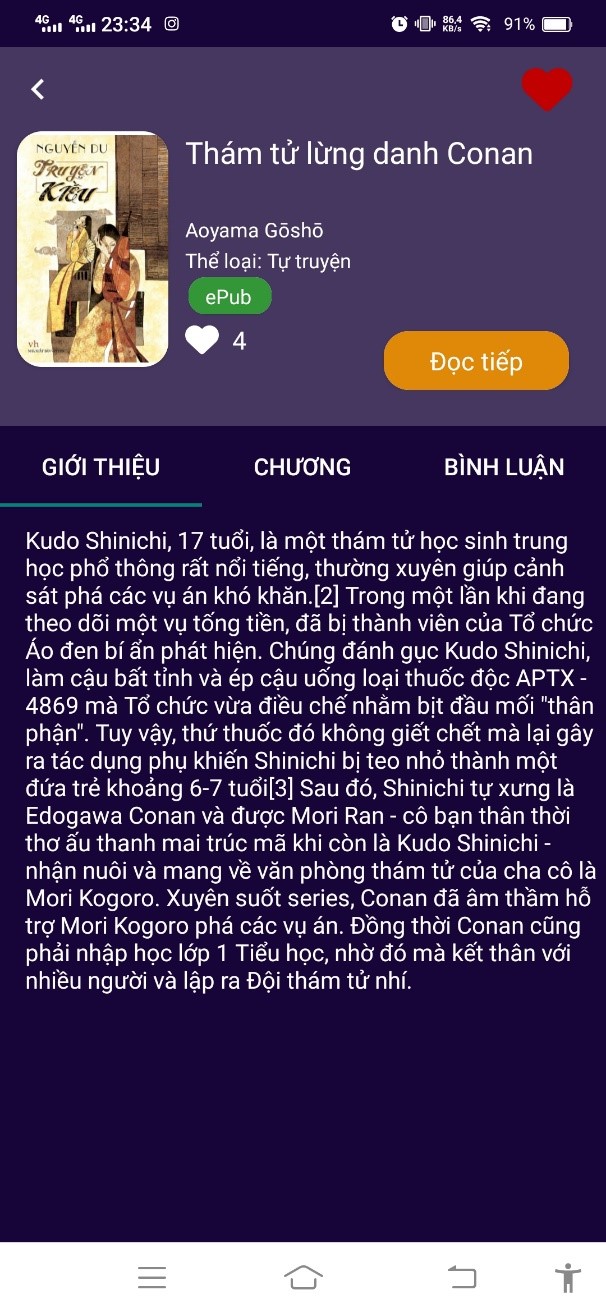 4G 4G 23:34 86,4 KB/s 91%
NGUYỄN DU
TRUYỆN
KIỀU
vh
Thám tử lừng danh Conan
Aoyama Gōshō
Thể loại: Tự truyện
ePub
4
Đọc tiếp
GIỚI THIỆU CHƯƠNG BÌNH LUẬN
Kudo Shinichi, 17 tuổi, là một thám tử học sinh trung
học phổ thông rất nổi tiếng, thường xuyên giúp cảnh
sát phá các vụ án khó khăn.[2] Trong một lần khi đang
theo dõi một vụ tống tiền, đã bị thành viên của Tổ chức
Áo đen bí ẩn phát hiện. Chúng đánh gục Kudo Shinichi,
làm cậu bất tỉnh và ép cậu uống loại thuốc độc APTX -
4869 mà Tổ chức vừa điều chế nhằm bịt đầu mối "thân
phận". Tuy vậy, thứ thuốc đó không giết chết mà lại gây
ra tác dụng phụ khiến Shinichi bị teo nhỏ thành một
đứa trẻ khoảng 6-7 tuổi[3] Sau đó, Shinichi tự xưng là
Edogawa Conan và được Mori Ran - cô bạn thân thời
thơ ấu thanh mai trúc mã khi còn là Kudo Shinichi -
nhận nuôi và mang về văn phòng thám tử của cha cô là
Mori Kogoro. Xuyên suốt series, Conan đã âm thầm hỗ
trợ Mori Kogoro phá các vụ án. Đồng thời Conan cũng
phải nhập học lớp 1 Tiểu học, nhờ đó mà kết thân với
nhiều người và lập ra Đội thám tử nhí.